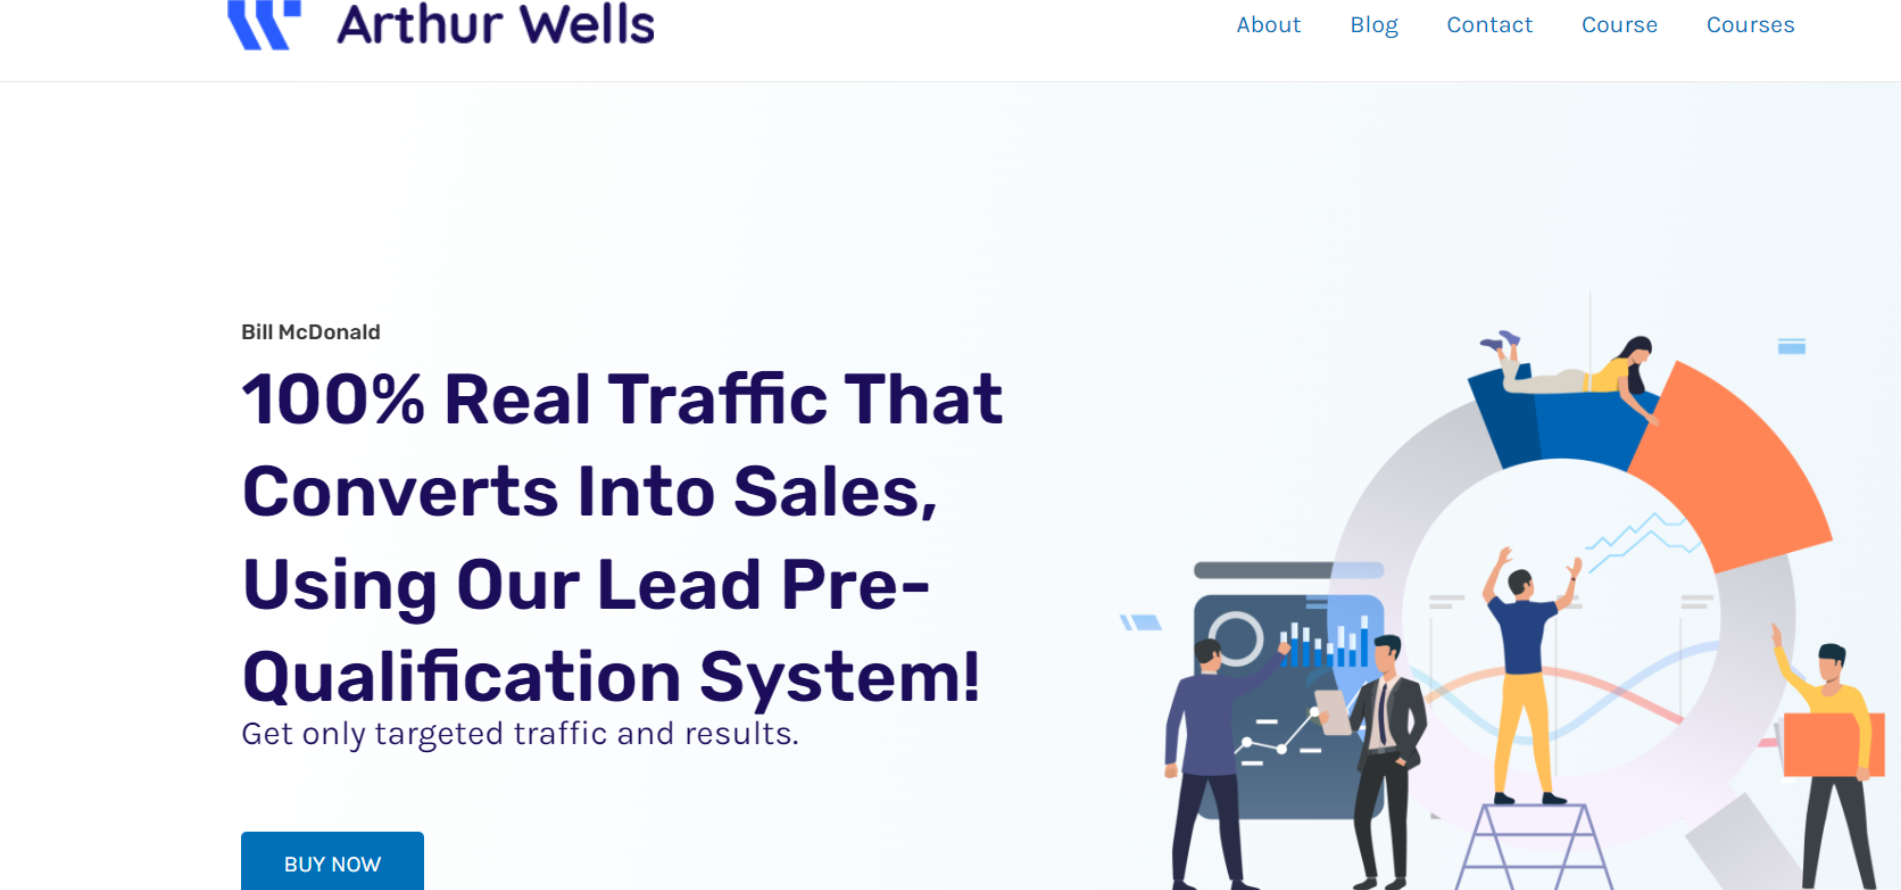 Arthur Wells
About Blog Contact Course Courses
Bill McDonald
100% Real Traffic That
Converts Into Sales,
Using Our Lead Pre-
Qualification System!
Get only targeted traffic and results.
BUY NOW